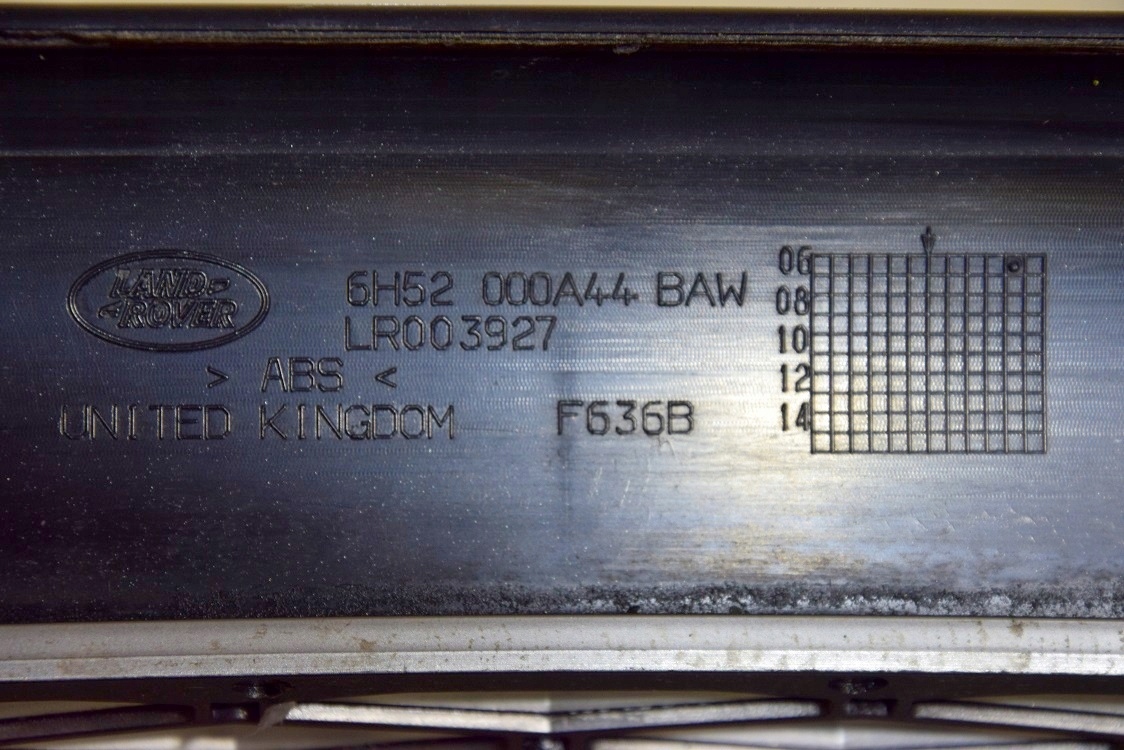 LAND
ROVER
6H52 000A44 BAW
LR003927
> ABS <
UNITED KINGDOM F636B
06
08
10
12
14